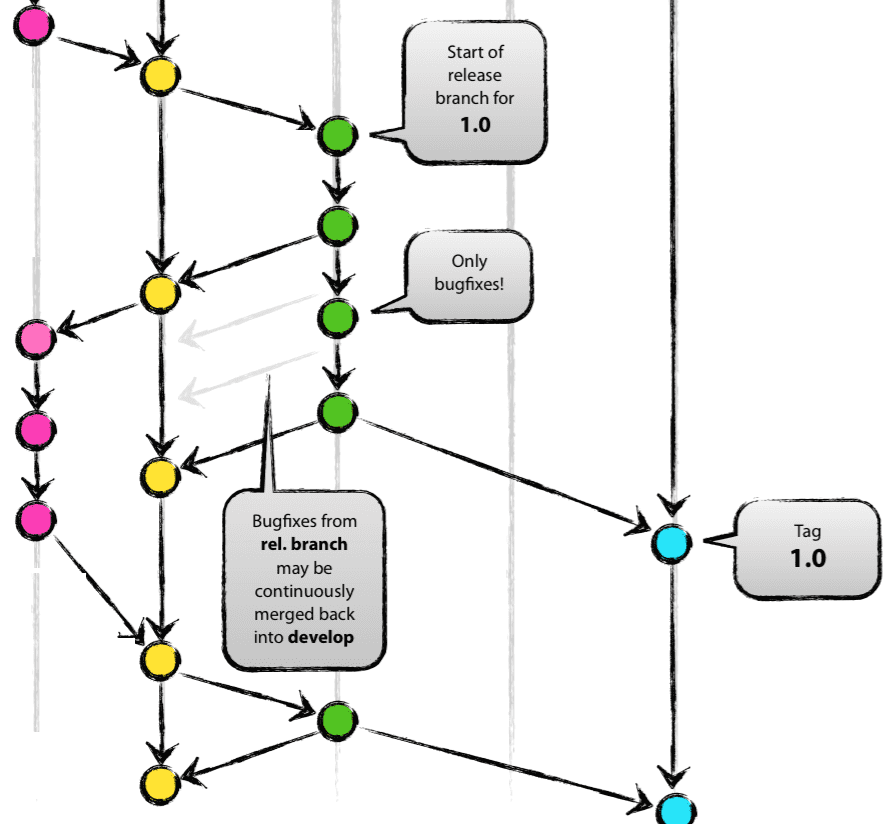 Start of
release
branch for
1.0
Only
bugfixes!
Bugfixes from
rel. branch
may be
continuously
merged back
into develop
Tag
1.0